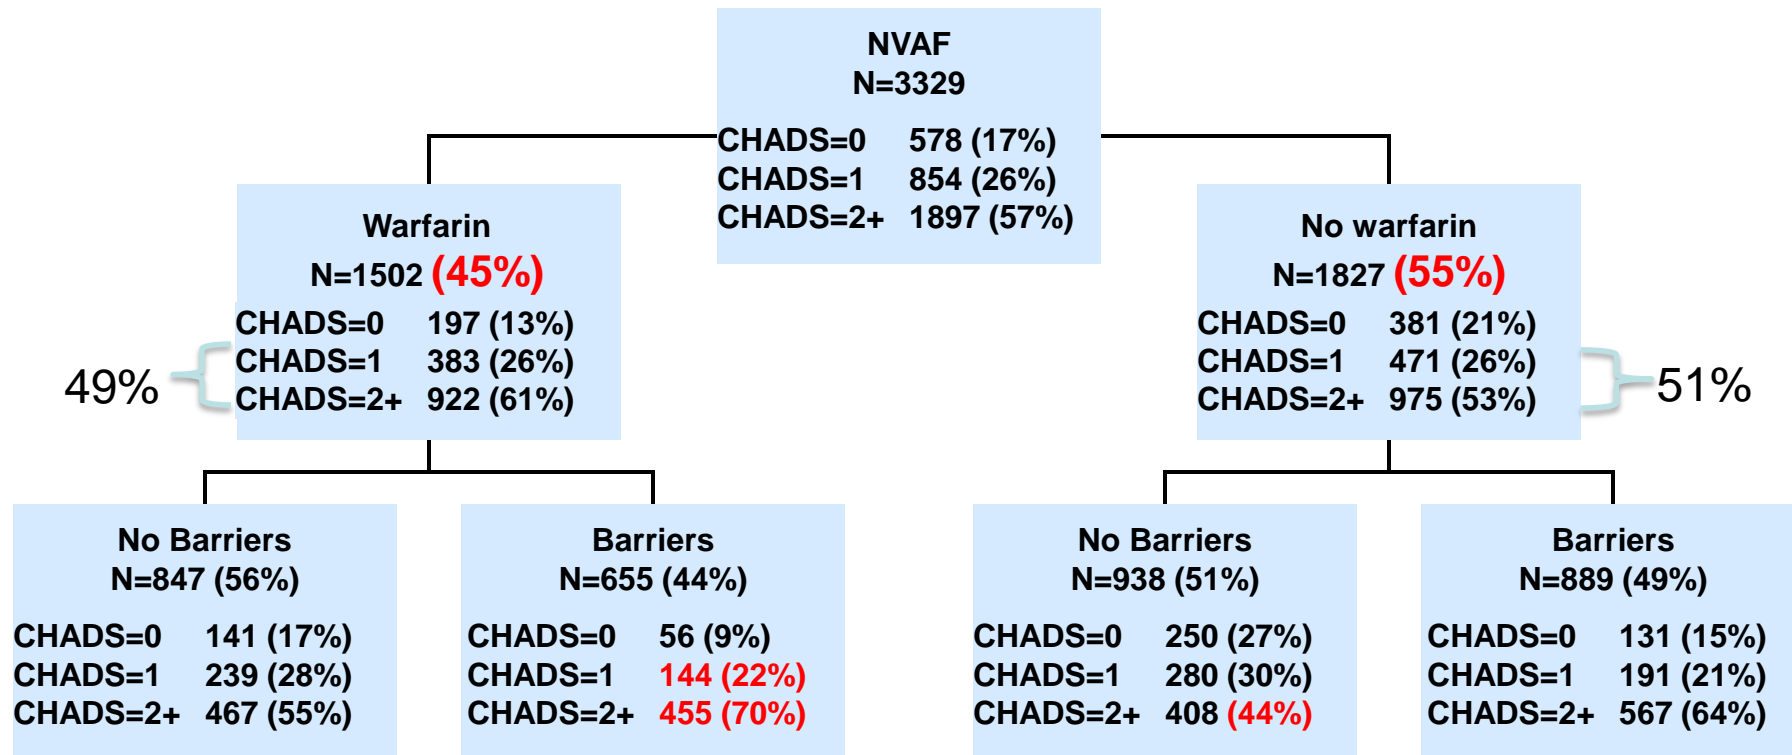 NVAF
N=3329
CHADS=0 578 (17%)
CHADS=1 854 (26%)
CHADS=2+ 1897 (57%)
Warfarin
N=1502 (45%)
CHADS=0 197 (13%)
CHADS=1 383 (26%)
CHADS=2+ 922 (61%)
49%
No warfarin
N=1827 (55%)
CHADS=0 381 (21%)
CHADS=1 471 (26%)
CHADS=2+ 975 (53%)
51%
No Barriers
N=847 (56%)
CHADS=0 141 (17%)
CHADS=1 239 (28%)
CHADS=2+ 467 (55%)
Barriers
N=655 (44%)
CHADS=0 56 (9%)
CHADS=1 144 (22%)
CHADS=2+ 455 (70%)
No Barriers
N=938 (51%)
CHADS=0 250 (27%)
CHADS=1 280 (30%)
CHADS=2+ 408 (44%)
Barriers
N=889 (49%)
CHADS=0 131 (15%)
CHADS=1 191 (21%)
CHADS=2+ 567 (64%)